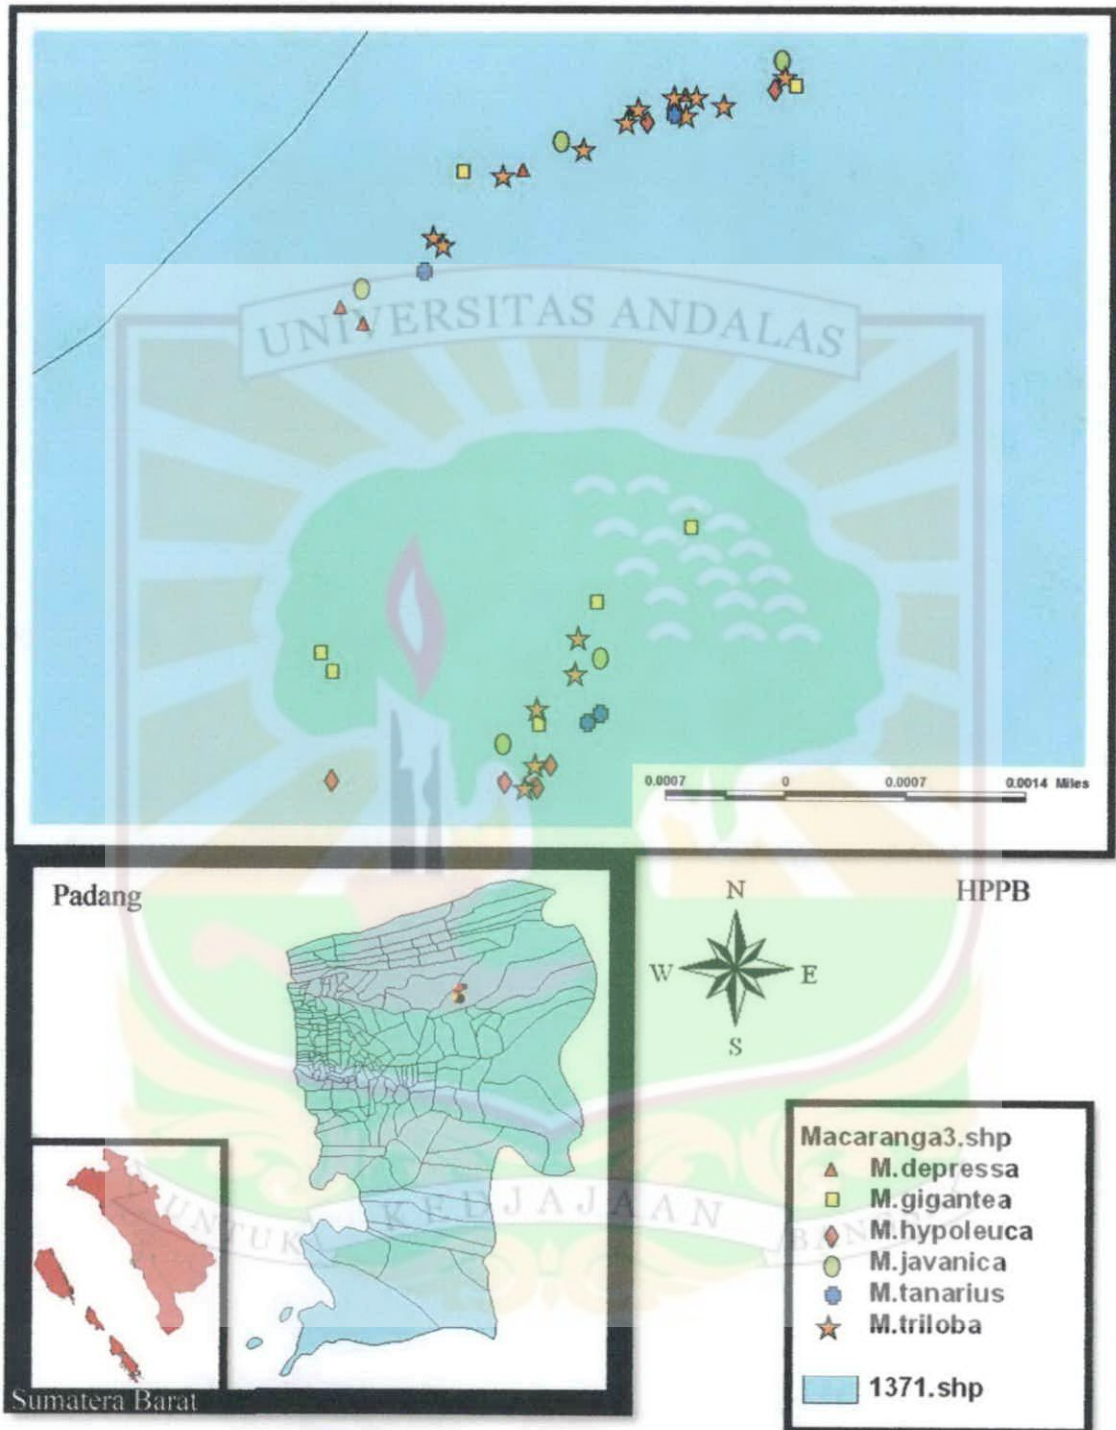 UNIVERSITAS ANDALAS
0.0007 0 0.0007 0.0014 Miles
Padang
HPPB
N
W E
S
Macaranga3.shp
M.depressa
M.gigantea
M.hypoleuca
M.javanica
M.tanarius
M.triloba
1371.shp
UNTUK KEDJAJAAN BANGSA
Sumatera Barat